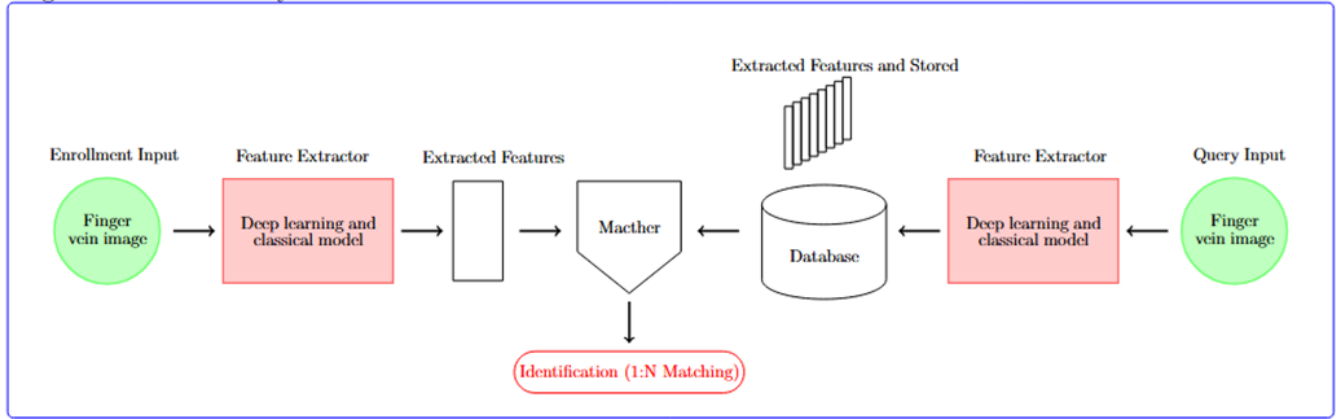 Extracted Features and Stored
Enrollment Input
Feature Extractor
Extracted Features
Feature Extractor
Query Input
Finger
vein image
Deep learning and
classical model
Macther
Database
Deep learning and
classical model
Finger
vein image
Identification (1:N Matching)